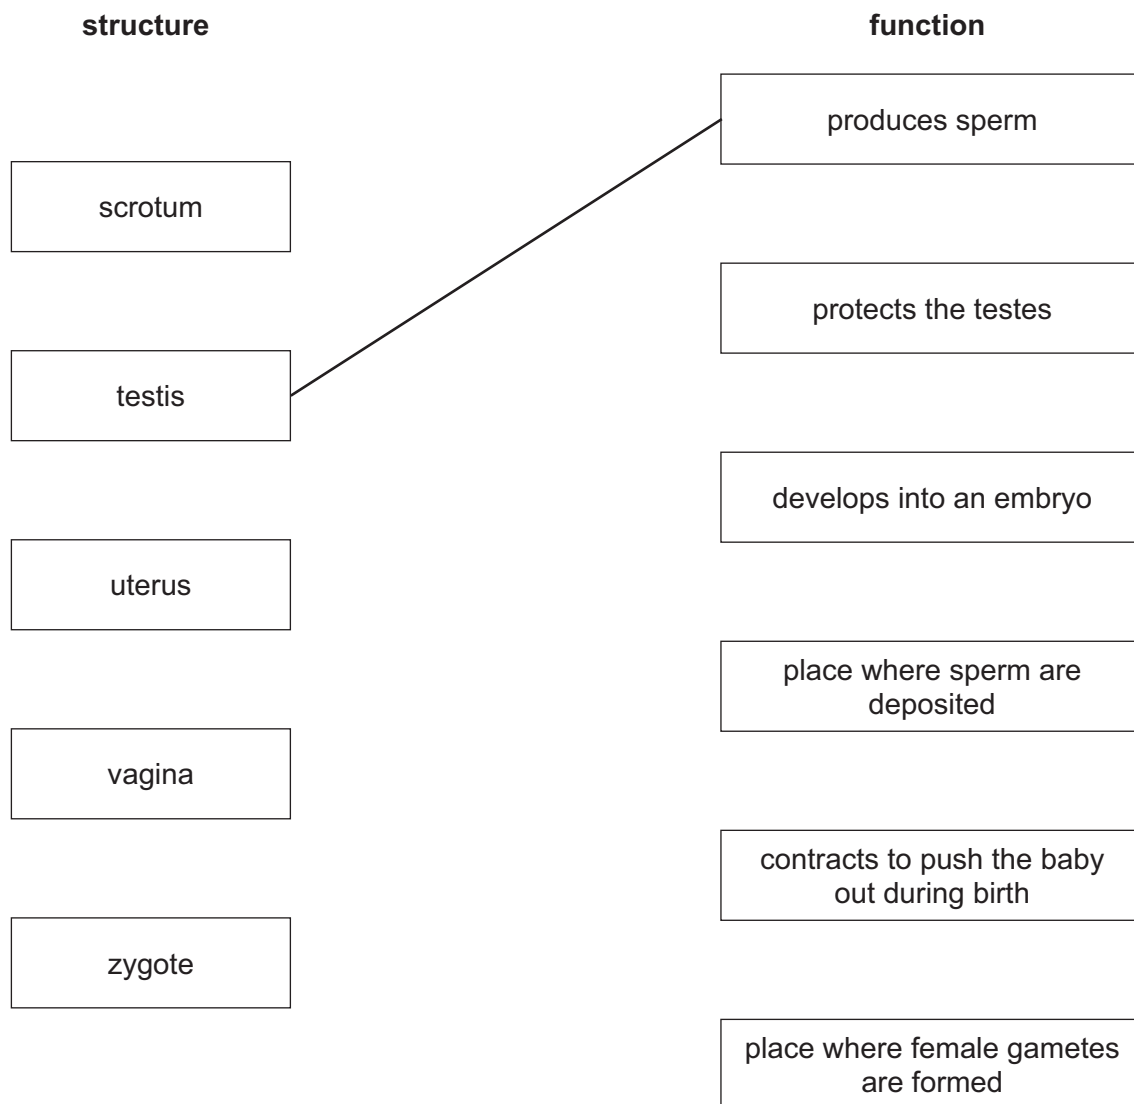 structure
function
produces sperm
scrotum
protects the testes
testis
develops into an embryo
uterus
place where sperm are
deposited
vagina
contracts to push the baby
out during birth
zygote
place where female gametes
are formed